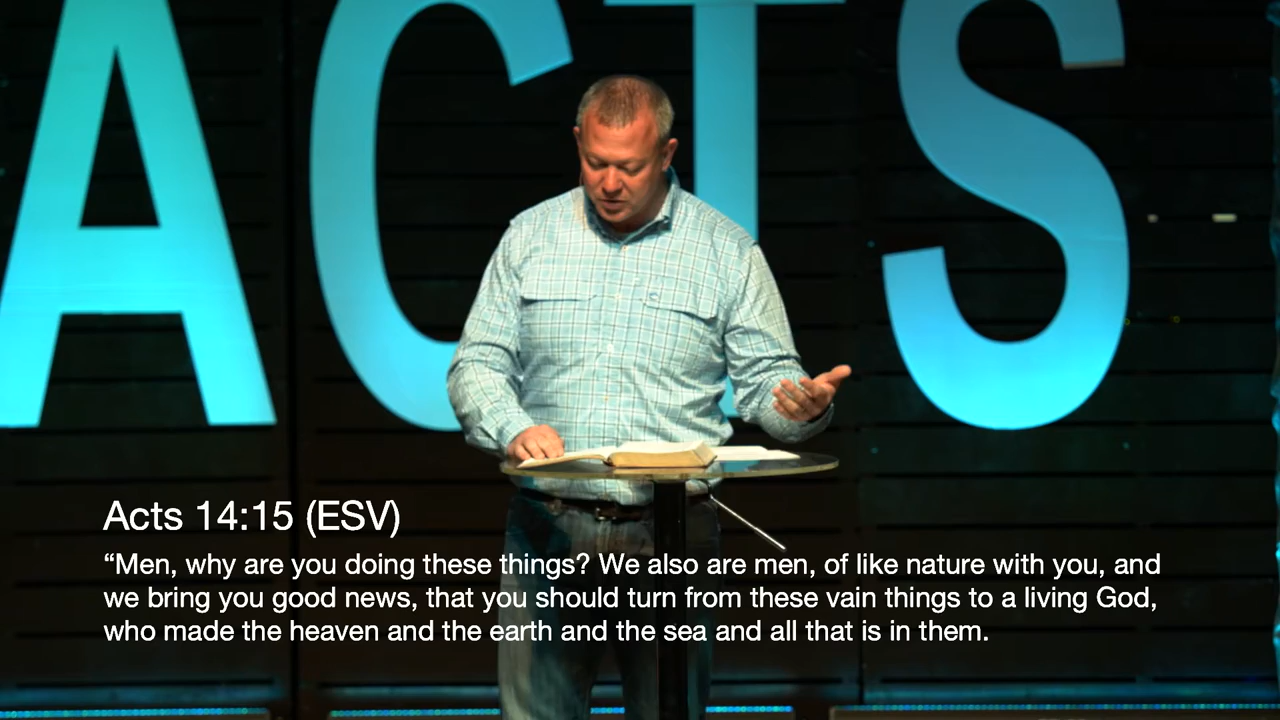 ACTS
Acts 14:15 (ESV)
“Men, why are you doing these things? We also are men, of like nature with you, and
we bring you good news, that you should turn from these vain things to a living God,
who made the heaven and the earth and the sea and all that is in them.